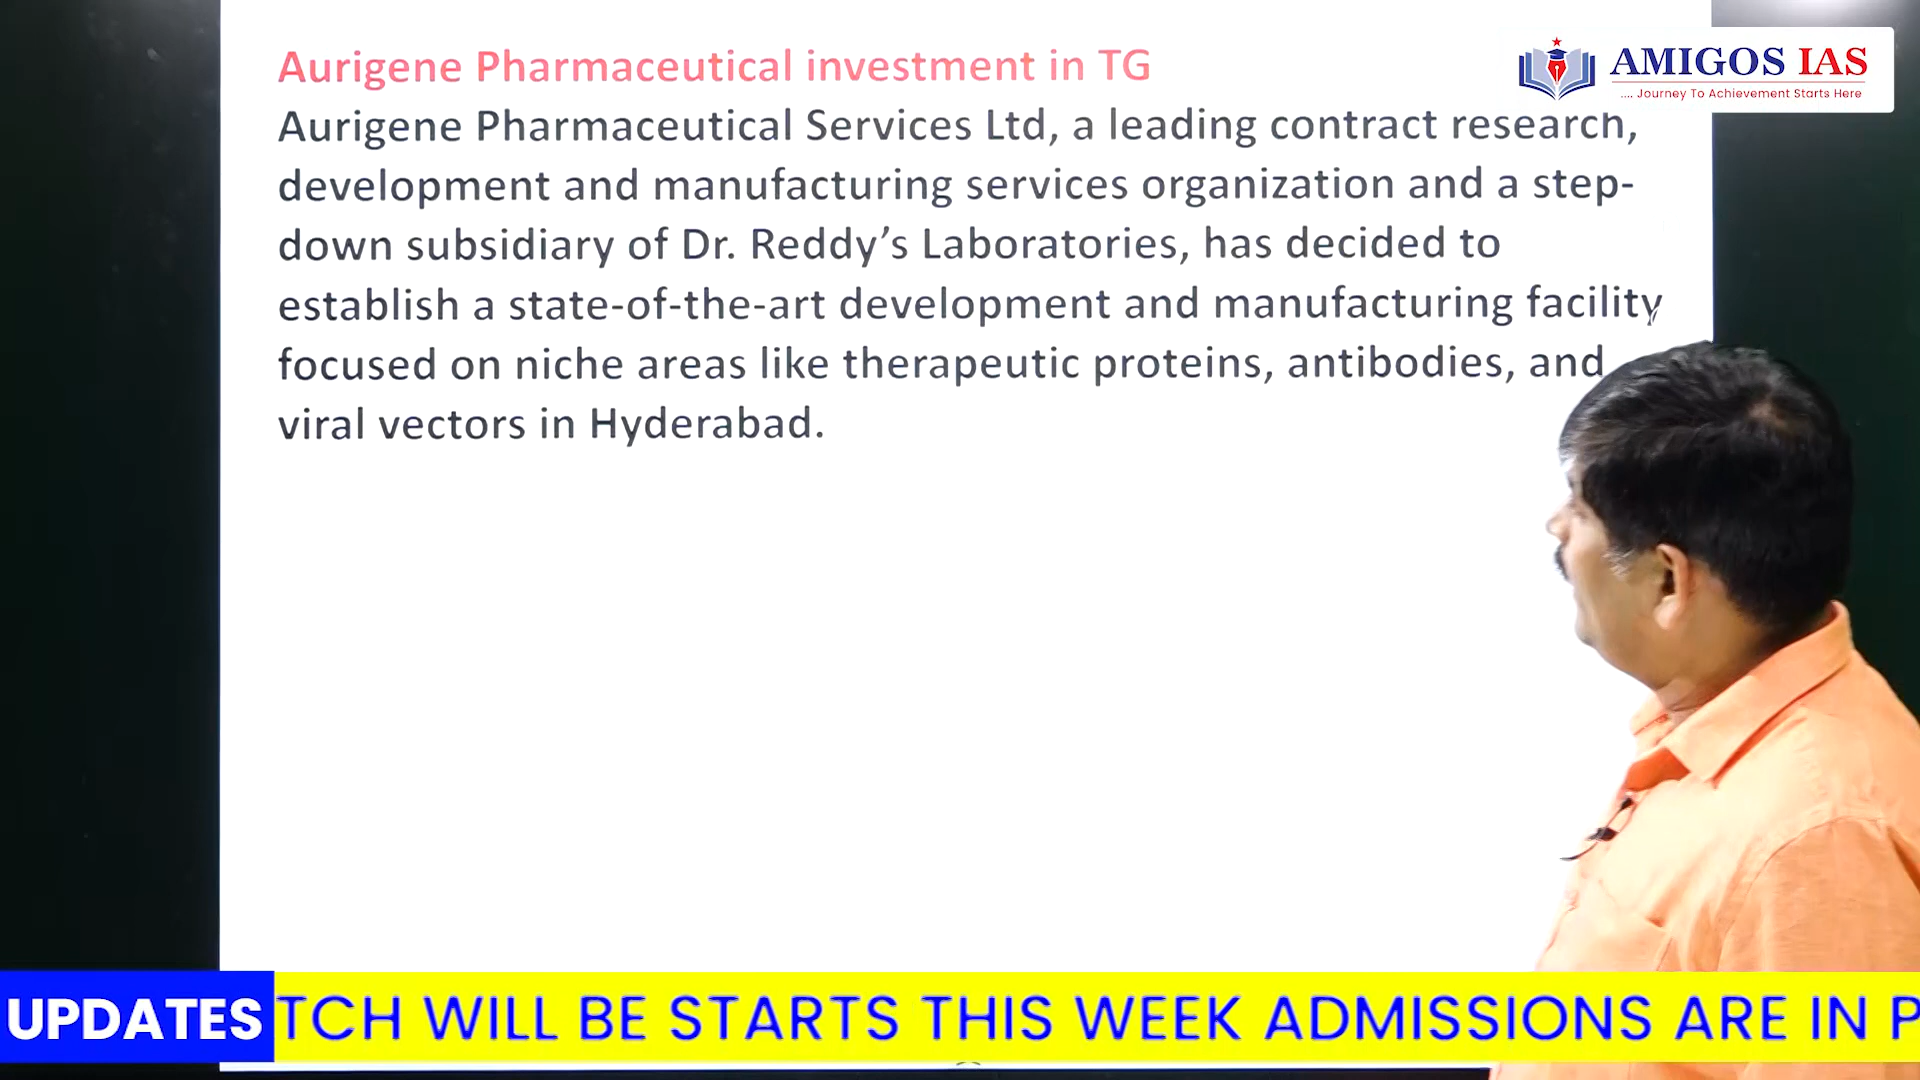 Aurigene Pharmaceutical investment in TG
Aurigene Pharmaceutical Services Ltd, a leading contract research,
development and manufacturing services organization and a step-
down subsidiary of Dr. Reddy’s Laboratories, has decided to
establish a state-of-the-art development and manufacturing facility
focused on niche areas like therapeutic proteins, antibodies, and
viral vectors in Hyderabad.
AMIGOS IAS
.... Journey To Achievement Starts Here
UPDATES
TCH WILL BE STARTS THIS WEEK ADMISSIONS ARE IN P